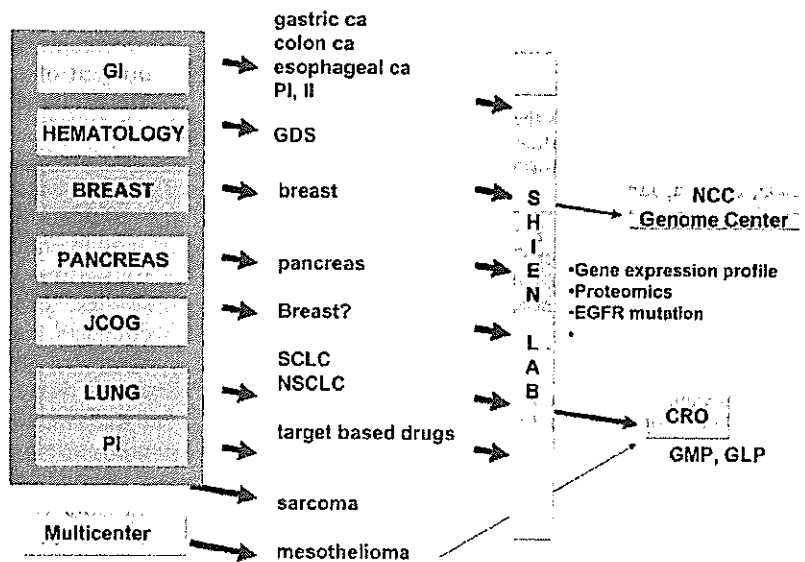 gastric ca
colon ca
esophageal ca
PI, II
GI
HEMATOLOGY
GDS
BREAST
breast
PANCREAS
pancreas
JCOG
Breast?
SCLC
NSCLC
LUNG
PI
target based drugs
sarcoma
Multicenter
mesothelioma
SHIEN LAB
NCC
Genome Center
•Gene expression profile
•Proteomics
•EGFR mutation
•
CRO
GMP, GLP